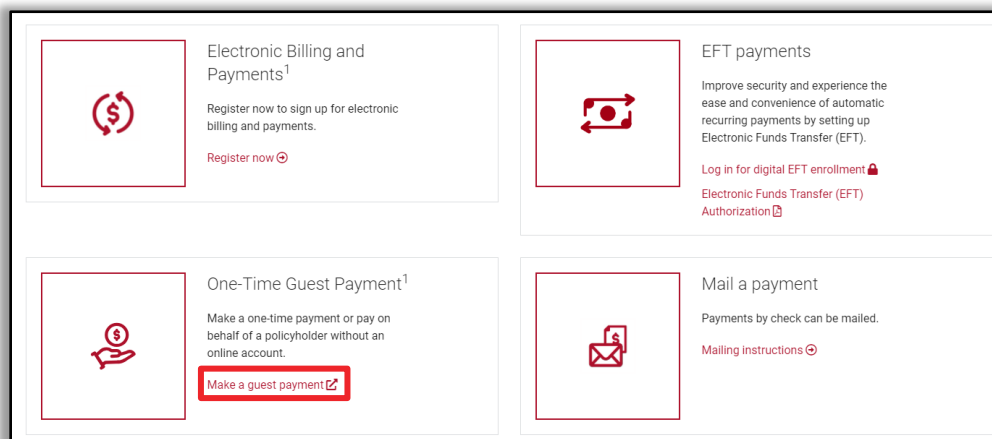 Electronic Billing and
Payments1
Register now to sign up for electronic
billing and payments.
Register now
EFT payments
Improve security and experience the
ease and convenience of automatic
recurring payments by setting up
Electronic Funds Transfer (EFT).
Log in for digital EFT enrollment
Electronic Funds Transfer (EFT)
Authorization
One-Time Guest Payment1
Make a one-time payment or pay on
behalf of a policyholder without an
online account.
Make a guest payment
Mail a payment
Payments by check can be mailed.
Mailing instructions